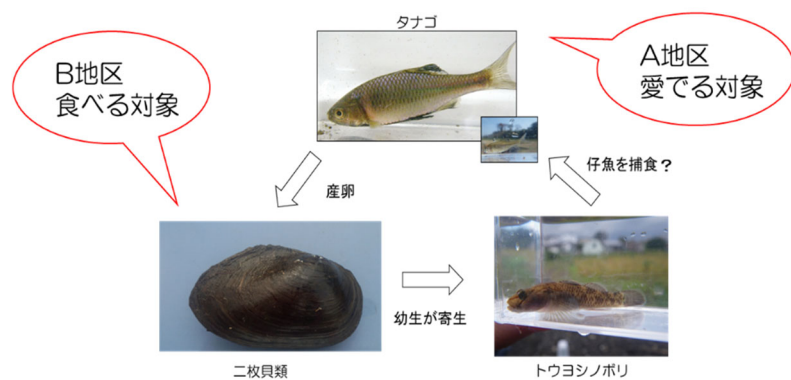 タナゴ
B地区
食べる対象
A地区
愛でる対象
産卵
仔魚を捕食？
幼生が寄生
二枚貝類
トウヨシノボリ